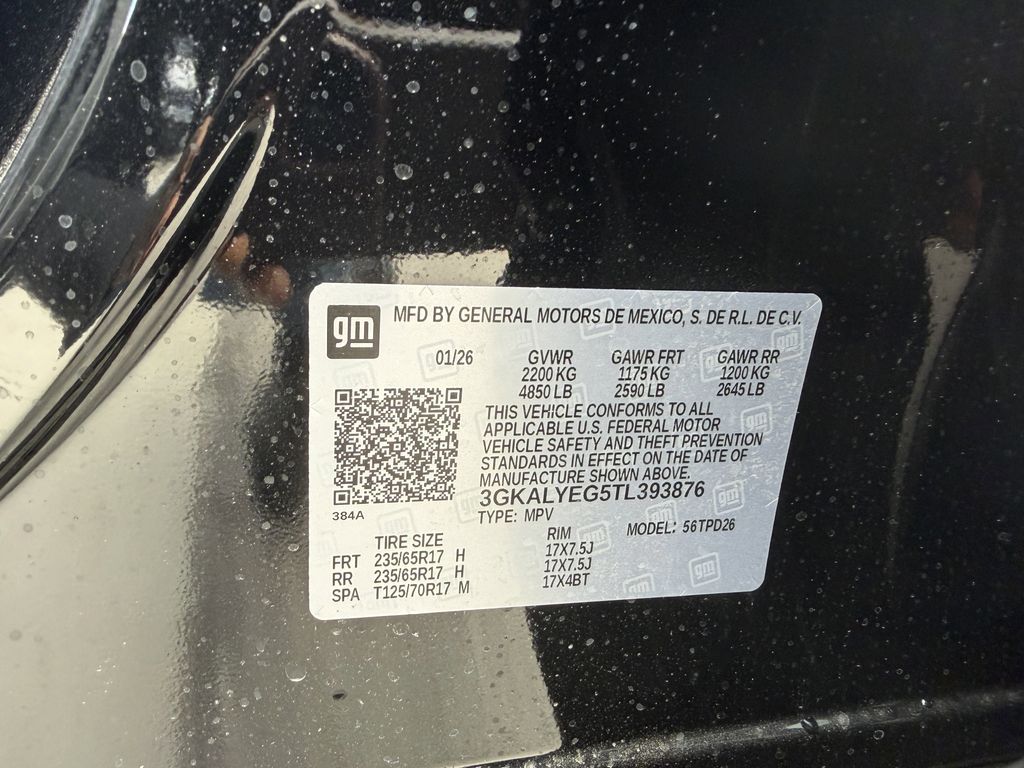 gm
MFD BY GENERAL MOTORS DE MEXICO, S. DE R.L. DE C.V.
01/26 GVWR GAWR FRT GAWR RR
2200 KG 1175 KG 1200 KG
4850 LB 2590 LB 2645 LB
THIS VEHICLE CONFORMS TO ALL
APPLICABLE U.S. FEDERAL MOTOR
VEHICLE SAFETY AND THEFT PREVENTION
STANDARDS IN EFFECT ON THE DATE OF
MANUFACTURE SHOWN ABOVE.
3GKALYEG5TL393876
384A
TYPE: MPV MODEL: 56TPD26
TIRE SIZE RIM
FRT 235/65R17 H 17X7.5J
RR 235/65R17 H 17X7.5J
SPA T125/70R17 M 17X4BT